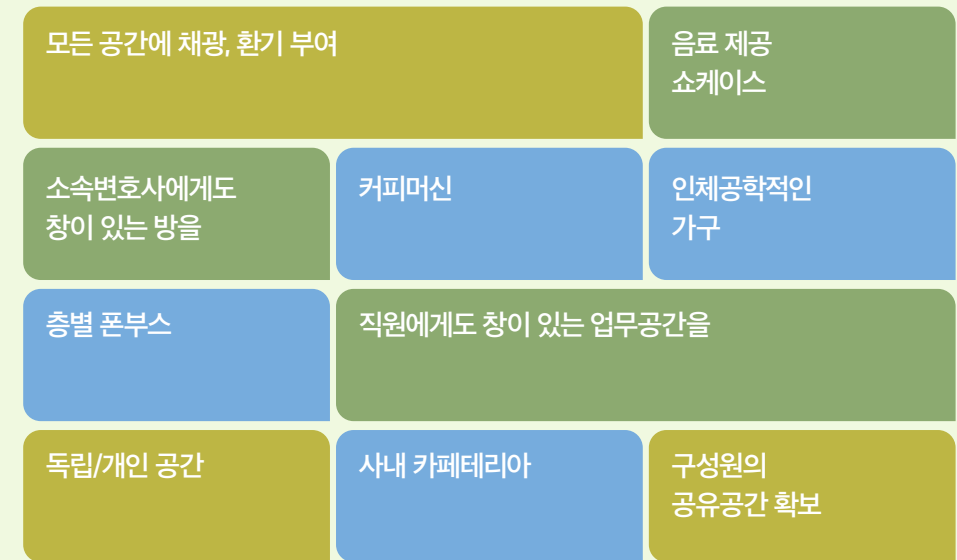 모든 공간에 채광, 환기 부여
음료 제공
쇼케이스
소속변호사에게도
창이 있는 방을
커피머신
인체공학적인
가구
층별 폰부스
직원에게도 창이 있는 업무공간을
독립/개인 공간
사내 카페테리아
구성원의
공유공간 확보